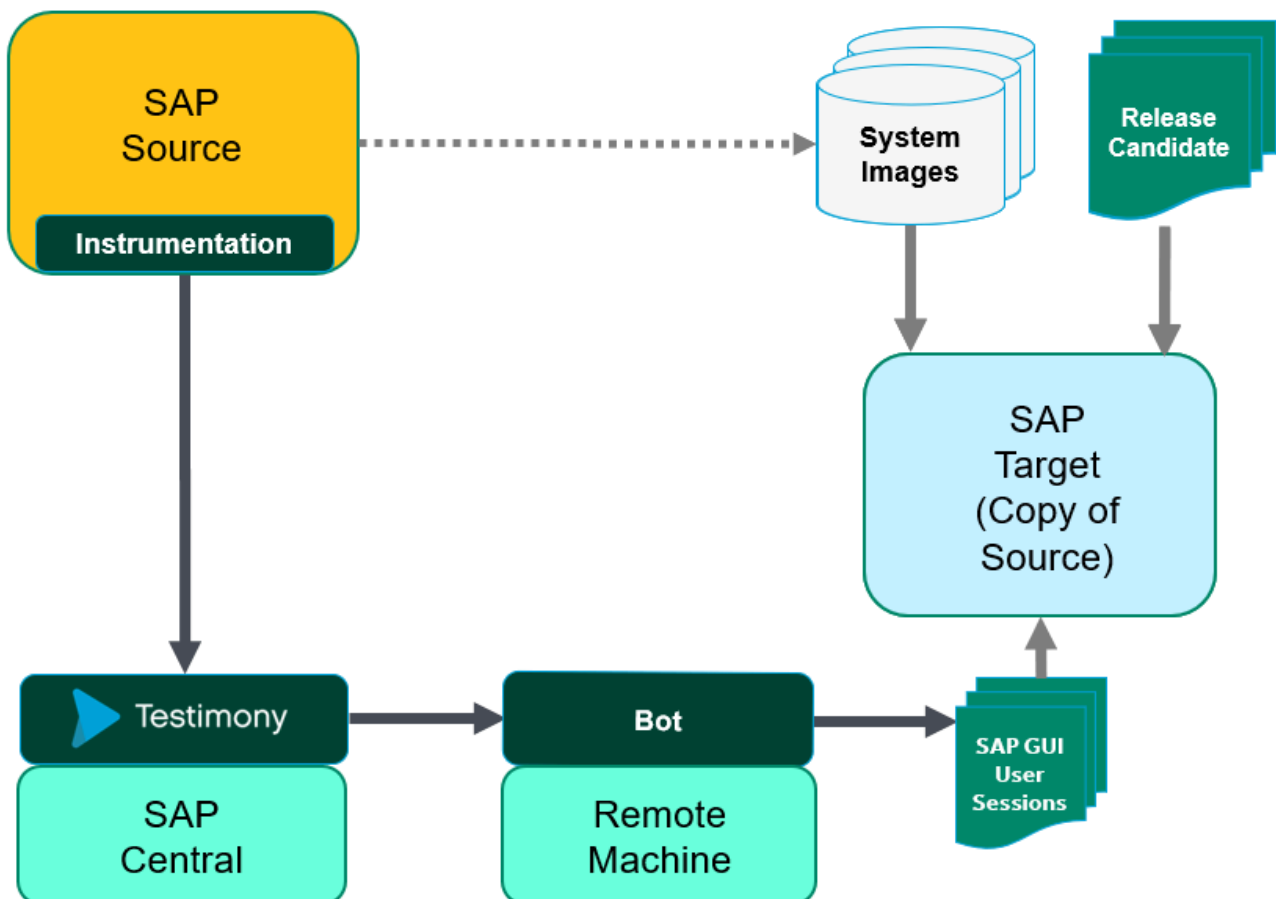 SAP
Source
Instrumentation
System
Images
Release
Candidate
SAP
Target
(Copy of
Source)
Testimony
SAP
Central
Bot
Remote
Machine
SAP GUI
User
Sessions